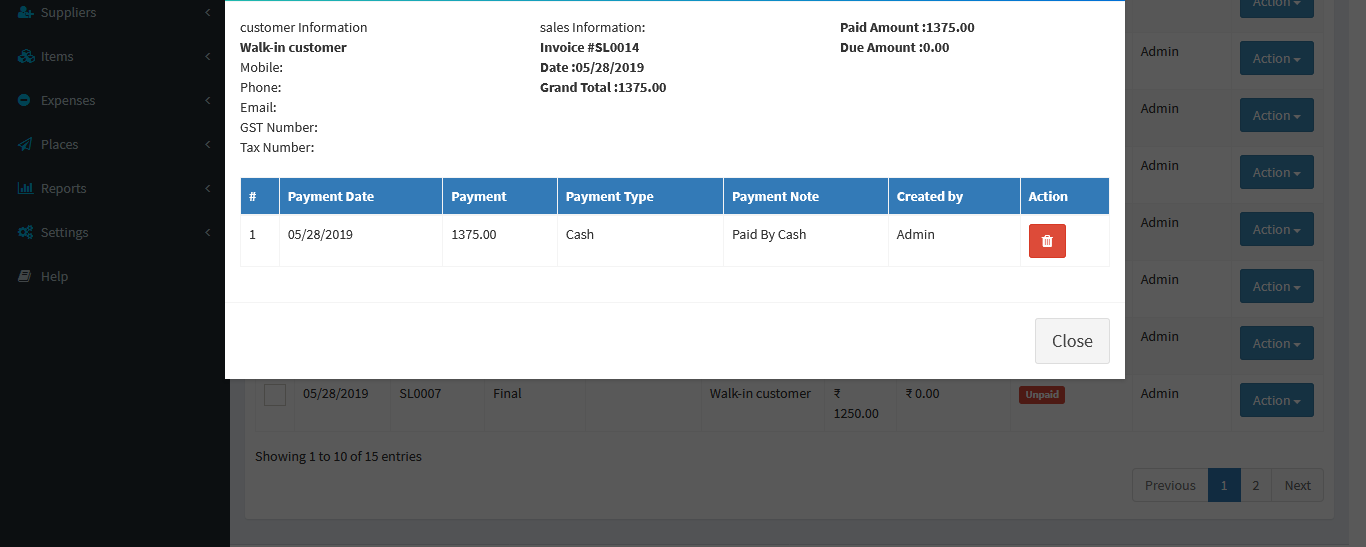 Suppliers
Items
Expenses
Places
Reports
Settings
Help
customer Information
Walk-in customer
Mobile:
Phone:
Email:
GST Number:
Tax Number:
sales Information:
Invoice #SL0014
Date :05/28/2019
Grand Total :1375.00
Paid Amount :1375.00
Due Amount :0.00
# Payment Date Payment Payment Type Payment Note Created by Action
1 05/28/2019 1375.00 Cash Paid By Cash Admin
Close
Action
Admin Action
Admin Action
Admin Action
Admin Action
Admin Action
Admin Action
05/28/2019 SL0007 Final Walk-in customer ₹ 1250.00 ₹ 0.00 Unpaid Admin Action
Showing 1 to 10 of 15 entries
Previous 1 2 Next